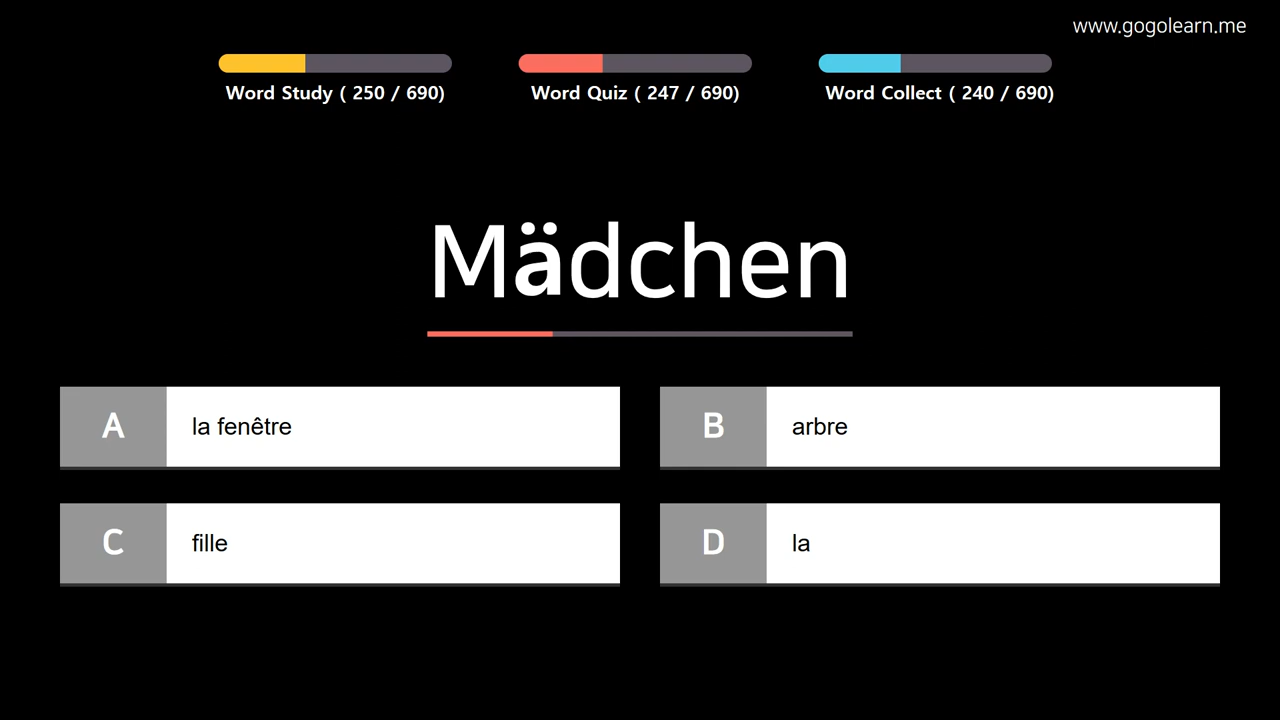 www.gogolearn.me
Word Study ( 250 / 690)
Word Quiz ( 247 / 690)
Word Collect ( 240 / 690)
Mädchen
A la fenêtre
B arbre
C fille
D la